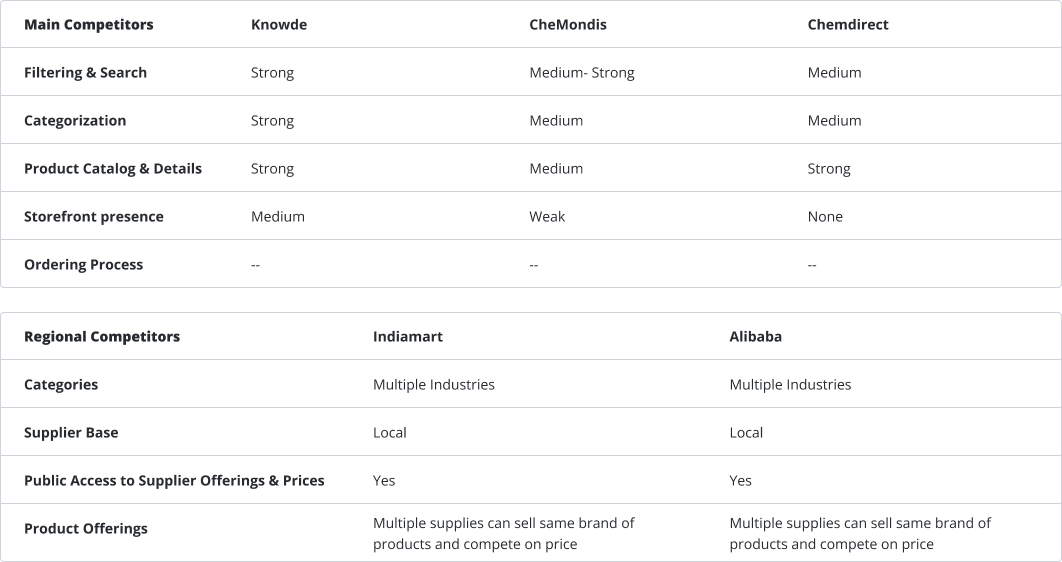 Main Competitors Knowde CheMondis Chemdirect
Filtering & Search Strong Medium- Strong Medium
Categorization Strong Medium Medium
Product Catalog & Details Strong Medium Strong
Storefront presence Medium Weak None
Ordering Process -- -- --
Regional Competitors Indiamart Alibaba
Categories Multiple Industries Multiple Industries
Supplier Base Local Local
Public Access to Supplier Offerings & Prices Yes Yes
Product Offerings Multiple supplies can sell same brand of Multiple supplies can sell same brand of
products and compete on price products and compete on price